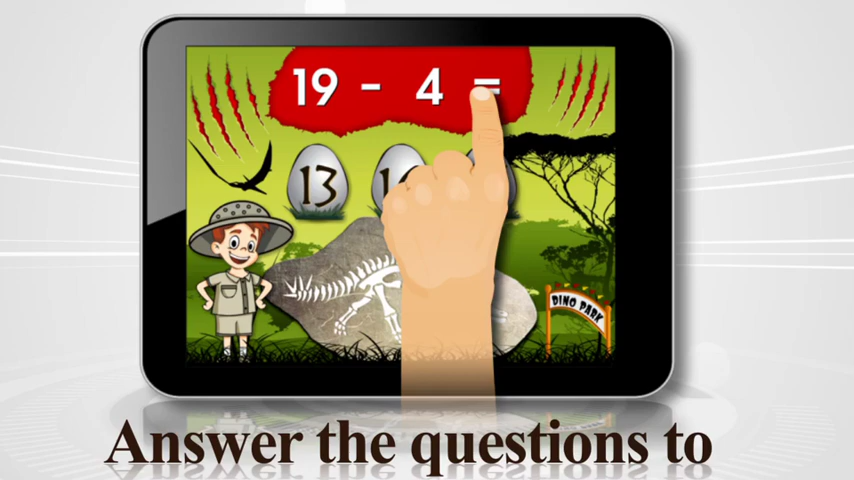 19 - 4 =
13
DINO PARK
Answer the questions to